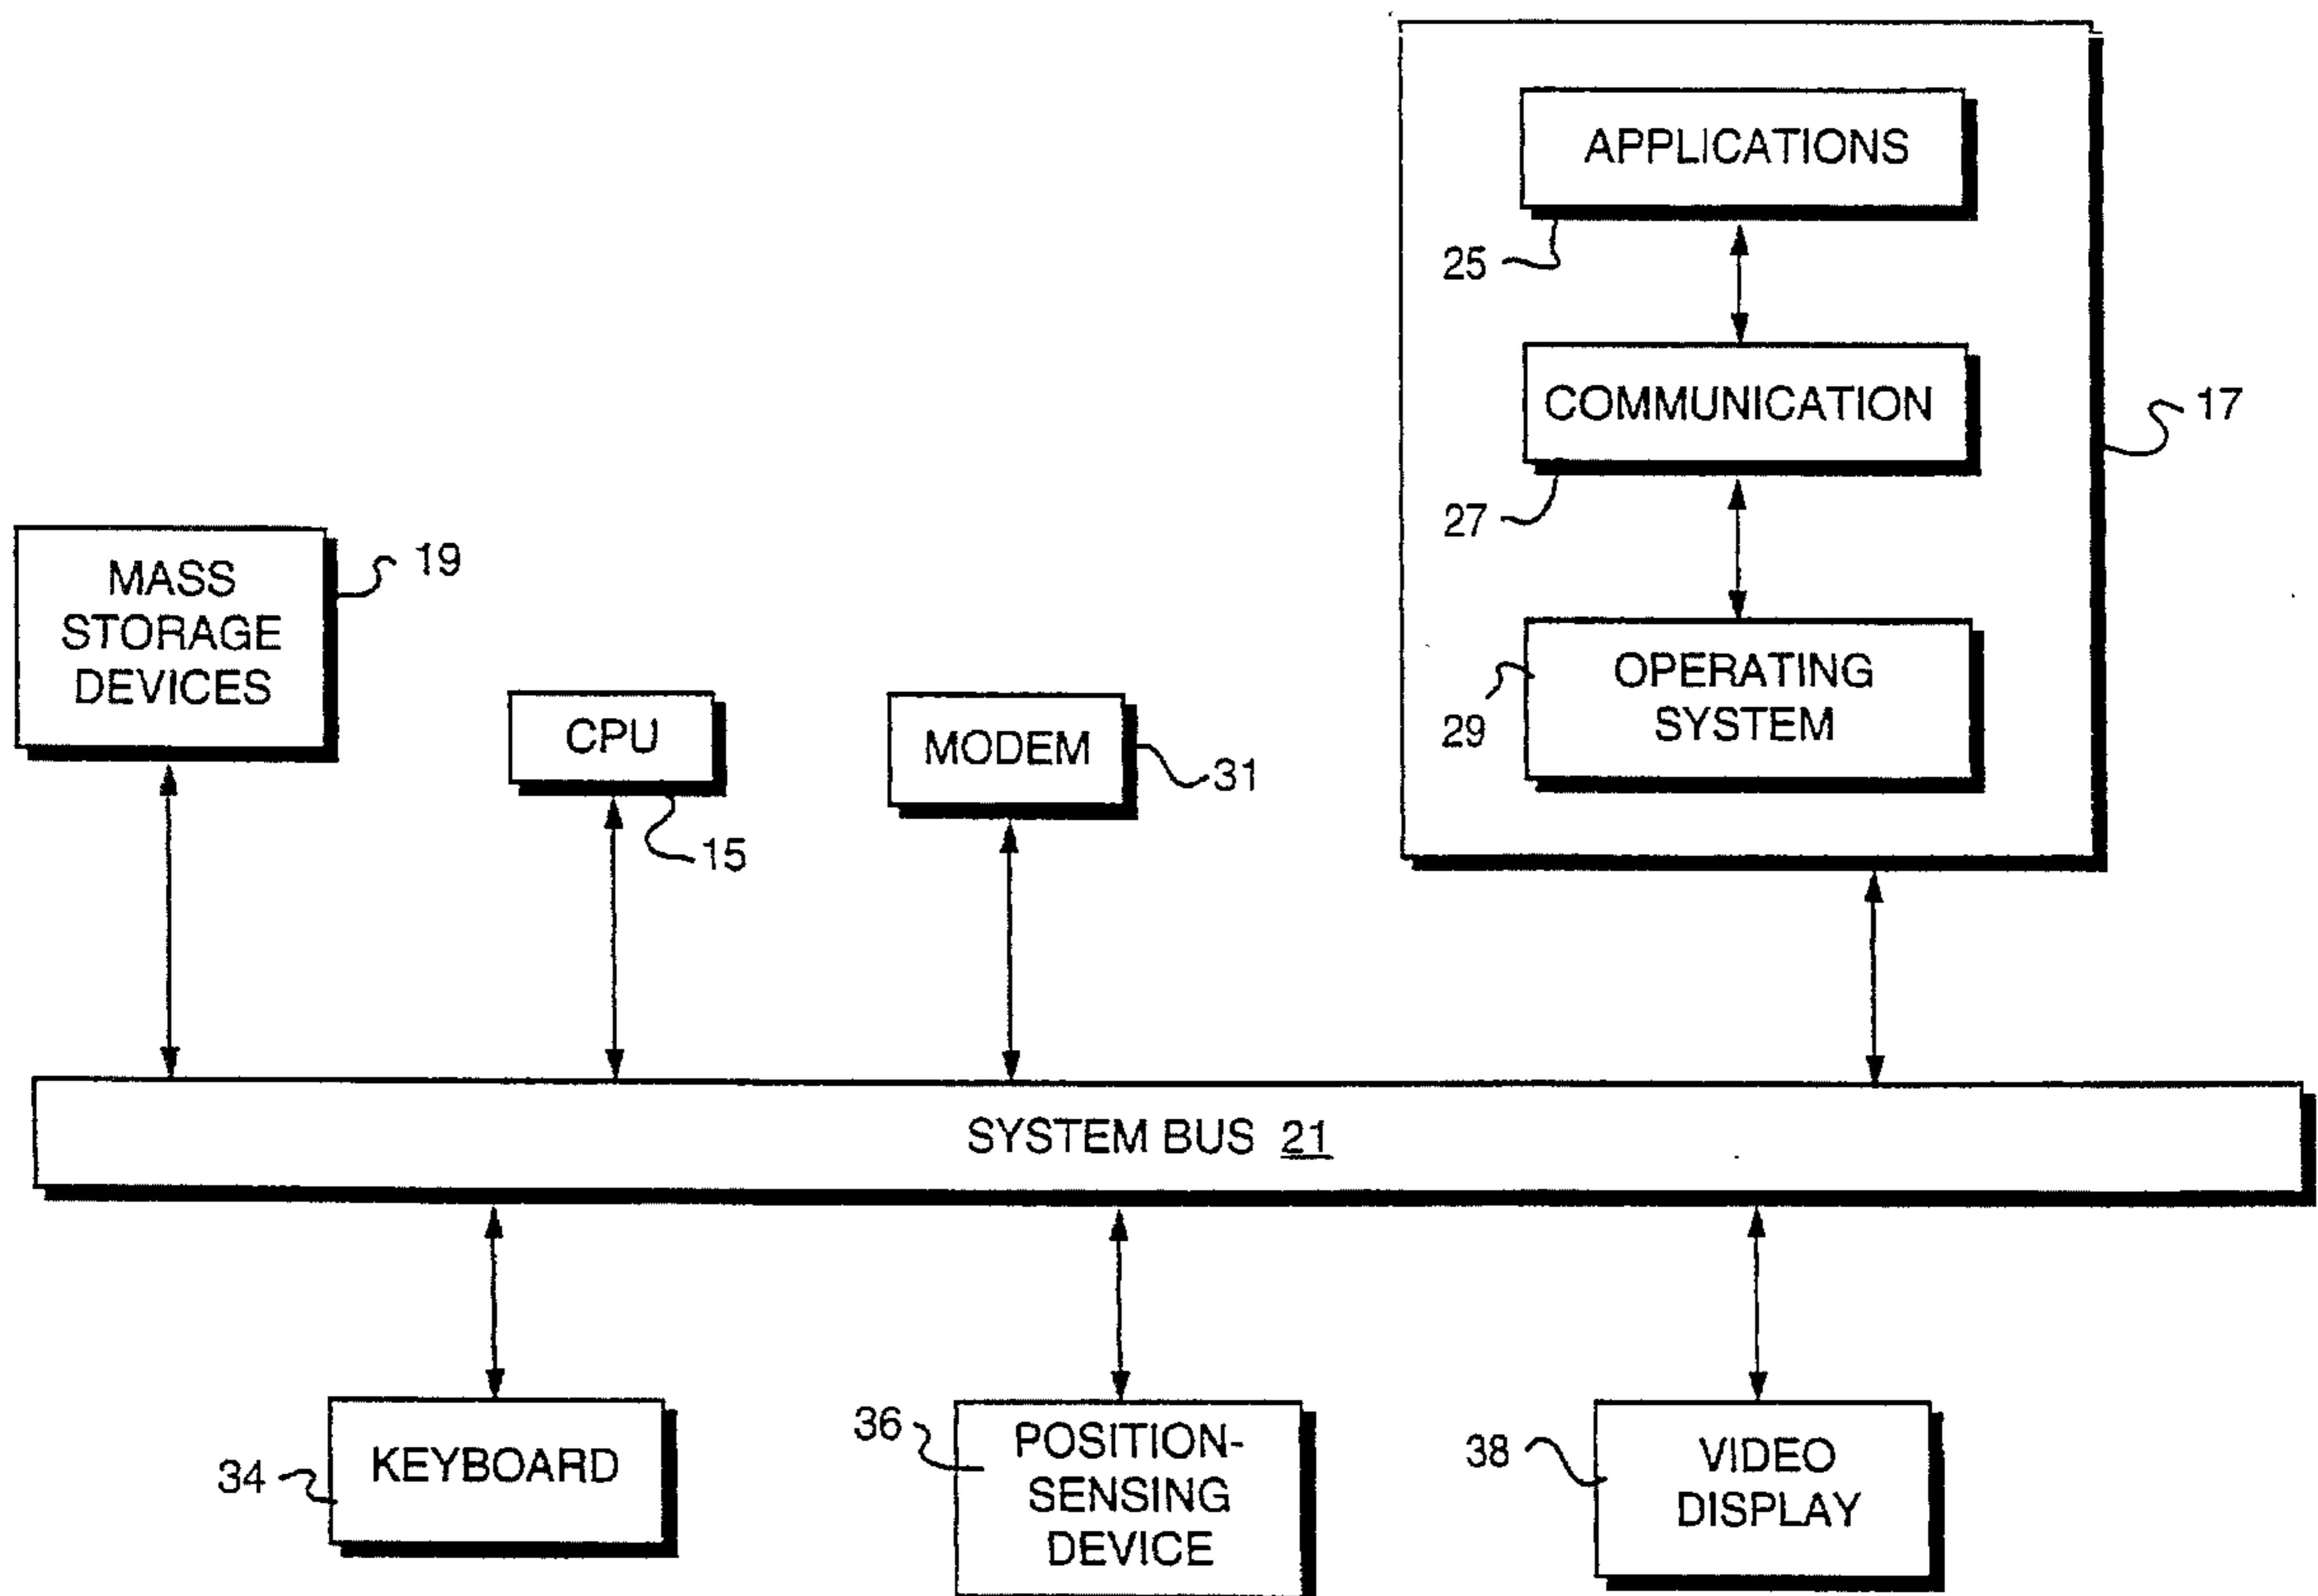 APPLICATIONS
25
COMMUNICATION
17
27
MASS
STORAGE
DEVICES
19
OPERATING
SYSTEM
29
CPU
15
MODEM
31
SYSTEM BUS 21
KEYBOARD
34
POSITION-
SENSING
DEVICE
36
VIDEO
DISPLAY
38